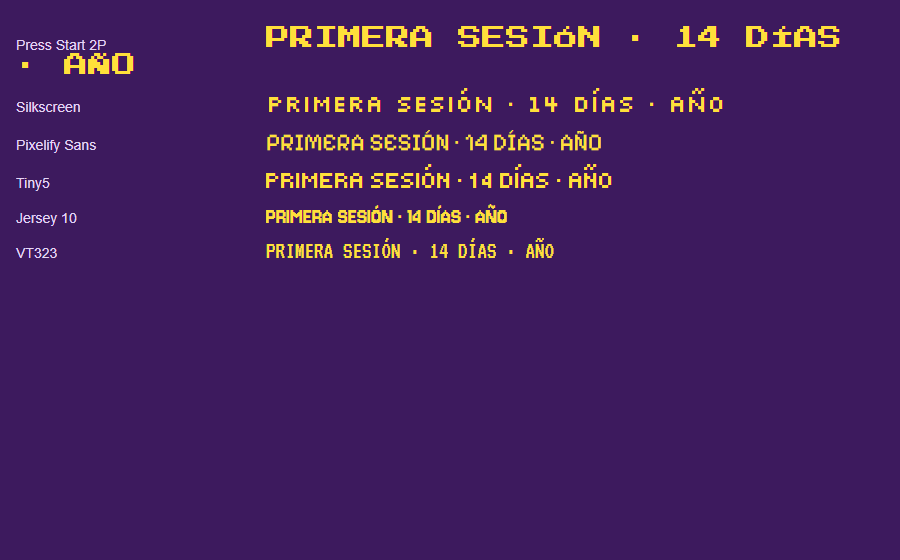 Press Start 2P PRIMERA SESIóN · 14 DíAS
· AÑO
Silkscreen PRIMERA SESIÓN · 14 DÍAS · AÑO
Pixelify Sans PRIMERA SESIÓN · 14 DÍAS · AÑO
Tiny5 PRIMERA SESIÓN · 14 DÍAS · AÑO
Jersey 10 PRIMERA SESIÓN · 14 DÍAS · AÑO
VT323 PRIMERA SESIÓN · 14 DÍAS · AÑO